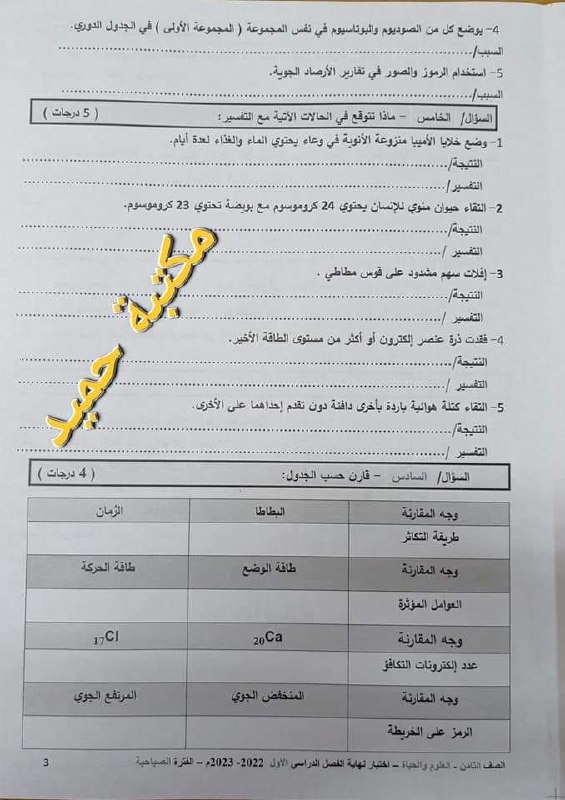 4- يوضع كل من الصوديوم والبوتاسيوم في نفس المجموعة ( المجموعة الأولى ) في الجدول الدوري.
السبب/
5- استخدام الرموز والصور في تقارير الأرصاد الجوية.
السبب/
السؤال/ الخامس - ماذا تتوقع في الحالات الآتية مع التفسير: ( 5 درجات )
1- وضع خلايا الأميبا منزوعة الأنوية في وعاء يحتوي الماء والغذاء لعدة أيام.
النتيجة/
التفسير/
2- التقاء حيوان منوي للإنسان يحتوي 24 كروموسوم مع بويضة تحتوي 23 كروموسوم.
النتيجة/
التفسير /
3- إفلات سهم مشدود على قوس مطاطي .
النتيجة/
التفسير /
4- فقدت ذرة عنصر إلكترون أو أكثر من مستوى الطاقة الأخير.
النتيجة/
التفسير /
5- التقاء كتلة هوائية باردة بأخرى دافئة دون تقدم إحداهما على الأخرى.
النتيجة/
التفسير /
مكتبة حميد
السؤال/ السادس - قارن حسب الجدول: ( 4 درجات )
وجه المقارنة البطاطا الرمان
طريقة التكاثر
وجه المقارنة طاقة الوضع طاقة الحركة
العوامل المؤثرة
وجه المقارنة 20Ca 17Cl
عدد إلكترونات التكافؤ
وجه المقارنة المنخفض الجوي المرتفع الجوي
الرمز على الخريطة
الصف الثامن - العلوم والحياة - اختبار نهاية الفصل الدراسي الأول 2022- 2023م - الفترة الصباحية 3